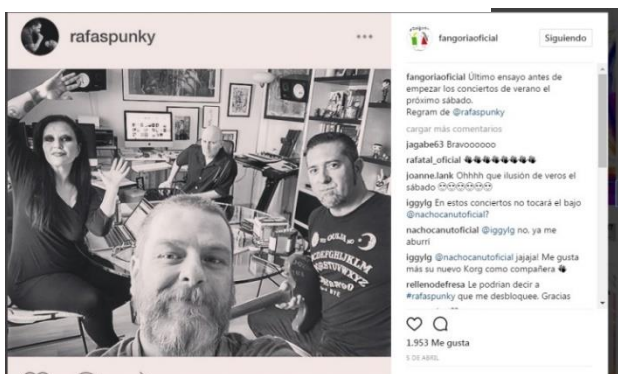 rafaspunky
fangoriaoficial
Siguiendo
fangoriaoficial Último ensayo antes de
empezar los conciertos de verano el
próximo sábado.
Regram de @rafaspunky
cargar más comentarios
jagabe63 Bravoooooo
rafatal_oficial
joanne.lank Ohhhh que ilusión de veros el
sábado
iggylg En estos conciertos no tocará el bajo
@nachocanutoficial?
nachocanutoficial @iggylg no, ya me
aburri
iggylg @nachocanutoficial jajaja! Me gusta
más su nuevo Korg como compañera
rellenodefresa Le podrian decir a
#rafaspunky que me desbloquee. Gracias
1.953 Me gusta
5 DE ABRIL
OUIJA
ABCDEFGHIJKLM